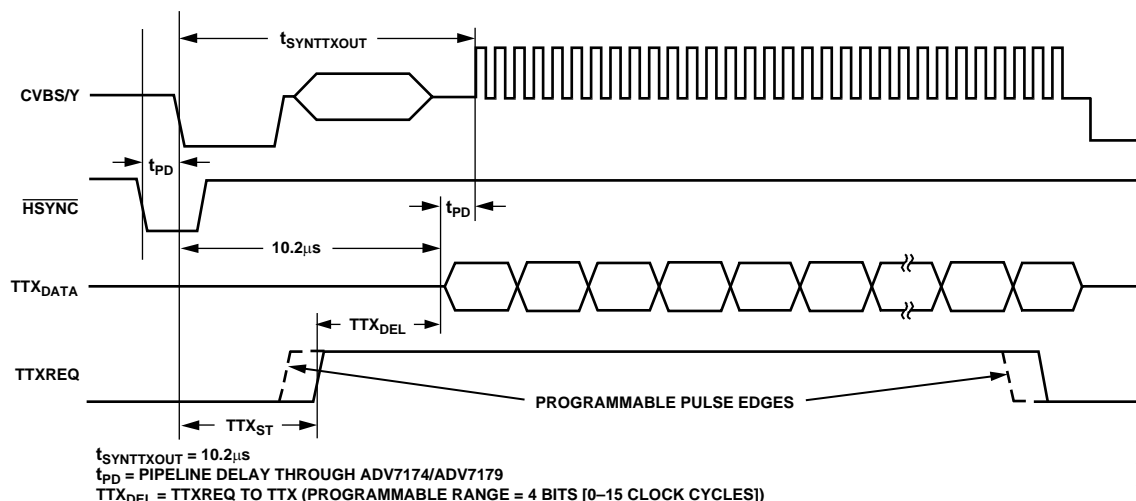 tSYNTTXOUT
CVBS/Y
tPD
HSYNC
tPD
10.2μs
TTXDATA
TTXDEL
TTXREQ
PROGRAMMABLE PULSE EDGES
TTXST
tSYNTTXOUT = 10.2μs
tPD = PIPELINE DELAY THROUGH ADV7174/ADV7179
TTXDEL = TTXREQ TO TTX (PROGRAMMABLE RANGE = 4 BITS [0–15 CLOCK CYCLES])